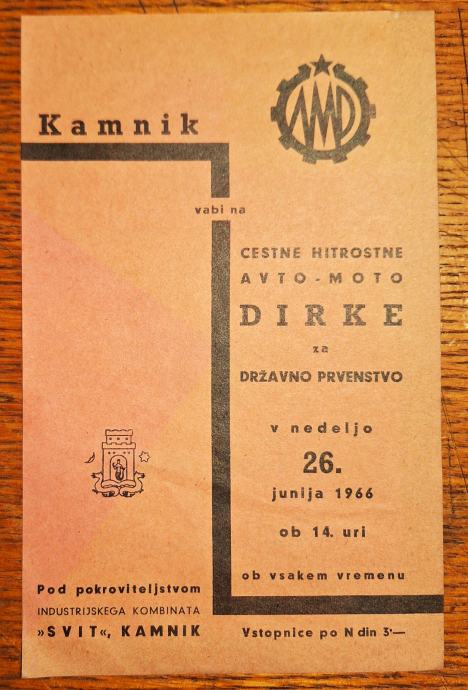 Kamnik
AMD
vabi na
CESTNE HITROSTNE
AVTO-MOTO
DIRKE
za
DRŽAVNO PRVENSTVO
v nedeljo
26.
junija 1966
ob 14. uri
ob vsakem vremenu
Pod pokroviteljstvom
INDUSTRIJSKEGA KOMBINATA
»SVIT«, KAMNIK
Vstopnice po N din 3'—